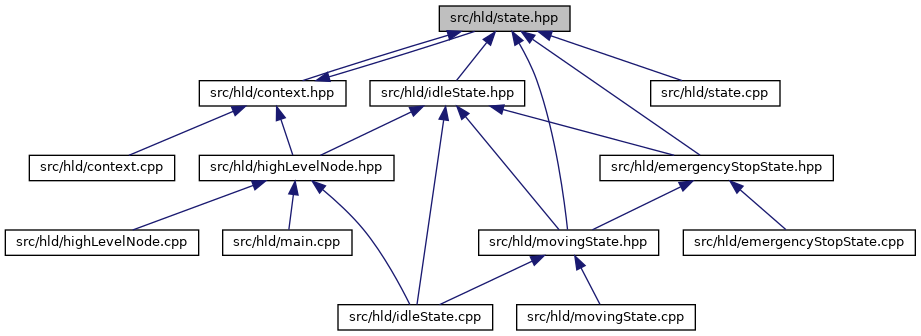 src/hld/state.hpp
src/hld/context.hpp
src/hld/idleState.hpp
src/hld/state.cpp
src/hld/context.cpp
src/hld/highLevelNode.hpp
src/hld/emergencyStopState.hpp
src/hld/highLevelNode.cpp
src/hld/main.cpp
src/hld/movingState.hpp
src/hld/emergencyStopState.cpp
src/hld/idleState.cpp
src/hld/movingState.cpp